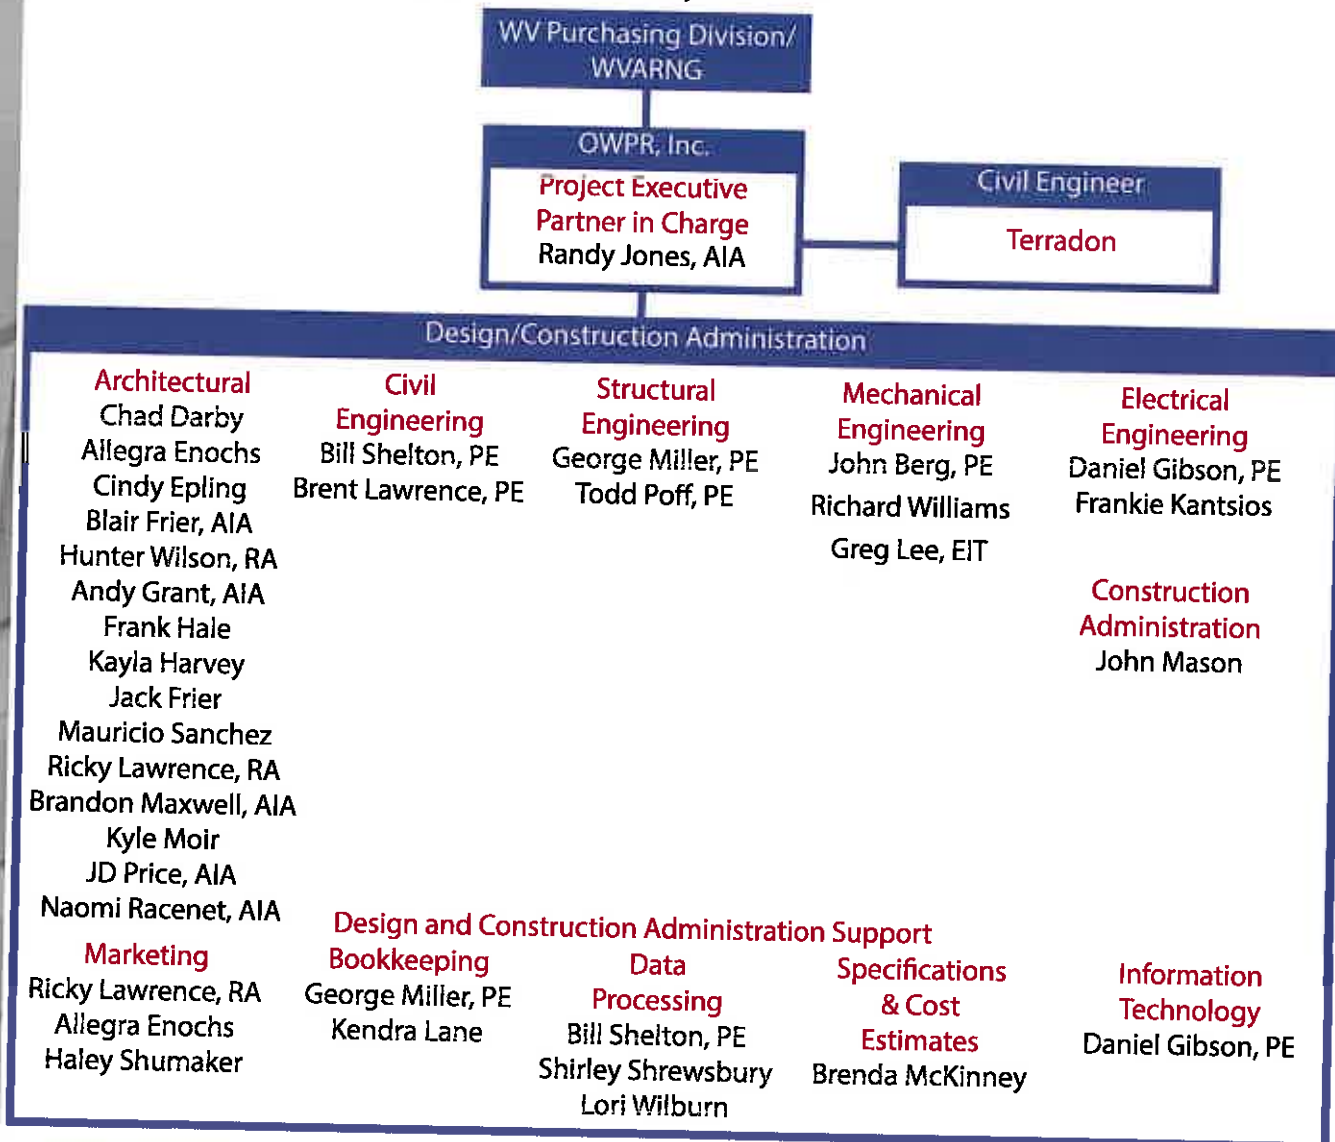 WV Purchasing Division/
WVARNG
OWPR, Inc.
Project Executive
Partner in Charge
Randy Jones, AIA
Civil Engineer
Terradon
Design/Construction Administration
Architectural
Chad Darby
Allegra Enochs
Cindy Epling
Blair Frier, AIA
Hunter Wilson, RA
Andy Grant, AIA
Frank Hale
Kayla Harvey
Jack Frier
Mauricio Sanchez
Ricky Lawrence, RA
Brandon Maxwell, AIA
Kyle Moir
JD Price, AIA
Naomi Racenet, AIA
Civil
Engineering
Bill Shelton, PE
Brent Lawrence, PE
Structural
Engineering
George Miller, PE
Todd Poff, PE
Mechanical
Engineering
John Berg, PE
Richard Williams
Greg Lee, EIT
Electrical
Engineering
Daniel Gibson, PE
Frankie Kantsios
Construction
Administration
John Mason
Design and Construction Administration Support
Marketing
Ricky Lawrence, RA
Allegra Enochs
Haley Shumaker
Bookkeeping
George Miller, PE
Kendra Lane
Data
Processing
Bill Shelton, PE
Shirley Shrewsbury
Lori Wilburn
Specifications
& Cost
Estimates
Brenda McKinney
Information
Technology
Daniel Gibson, PE